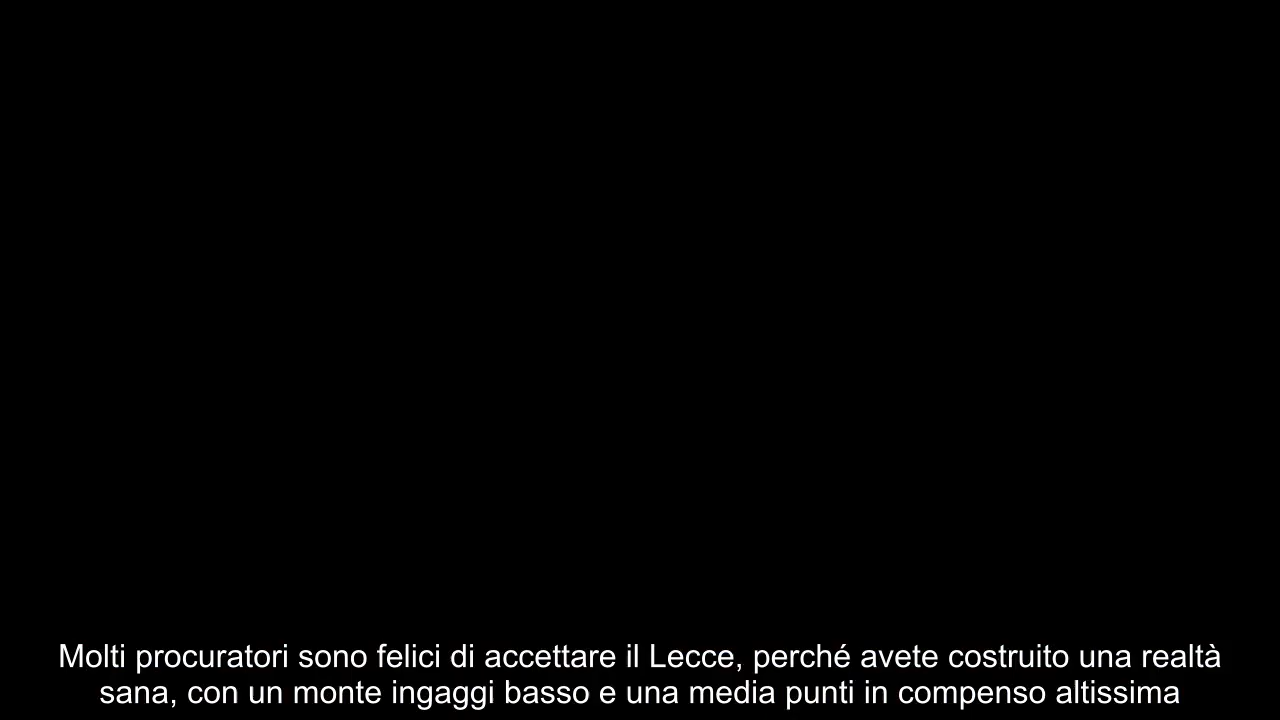 Molti procuratori sono felici di accettare il Lecce, perché avete costruito una realtà
sana, con un monte ingaggi basso e una media punti in compenso altissima